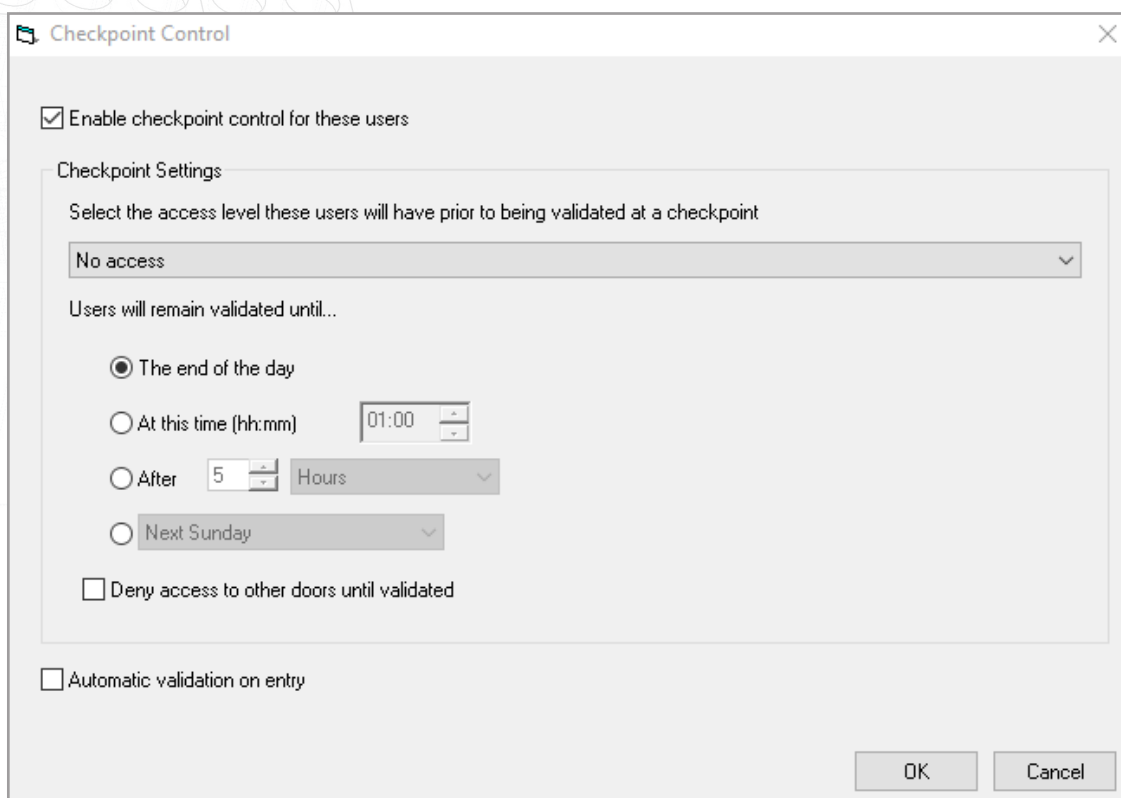 Checkpoint Control
Enable checkpoint control for these users
Checkpoint Settings
Select the access level these users will have prior to being validated at a checkpoint
No access
Users will remain validated until...
The end of the day
At this time (hh:mm) 01:00
After 5 Hours
Next Sunday
Deny access to other doors until validated
Automatic validation on entry
OK Cancel